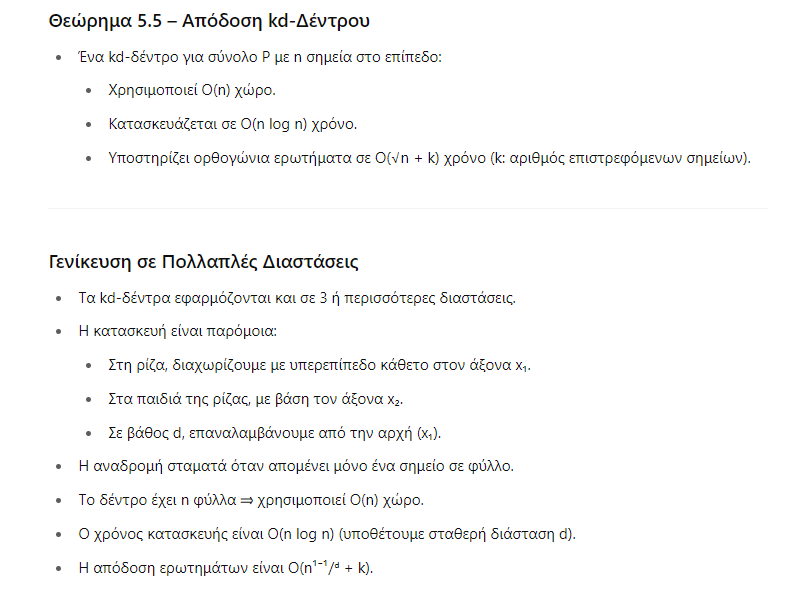 Θεώρημα 5.5 – Απόδοση kd-Δέντρου
• Ένα kd-δέντρο για σύνολο P με n σημεία στο επίπεδο:
• Χρησιμοποιεί O(n) χώρο.
• Κατασκευάζεται σε O(n log n) χρόνο.
• Υποστηρίζει ορθογώνια ερωτήματα σε O(√n + k) χρόνο (k: αριθμός επιστρεφόμενων σημείων).
Γενίκευση σε Πολλαπλές Διαστάσεις
• Τα kd-δέντρα εφαρμόζονται και σε 3 ή περισσότερες διαστάσεις.
• Η κατασκευή είναι παρόμοια:
• Στη ρίζα, διαχωρίζουμε με υπερεπίπεδο κάθετο στον άξονα x₁.
• Στα παιδιά της ρίζας, με βάση τον άξονα x₂.
• Σε βάθος d, επαναλαμβάνουμε από την αρχή (x₁).
• Η αναδρομή σταματά όταν απομένει μόνο ένα σημείο σε φύλλο.
• Το δέντρο έχει n φύλλα ⇒ χρησιμοποιεί O(n) χώρο.
• Ο χρόνος κατασκευής είναι O(n log n) (υποθέτουμε σταθερή διάσταση d).
• Η απόδοση ερωτημάτων είναι O(n¹⁻¹/ᵈ + k).